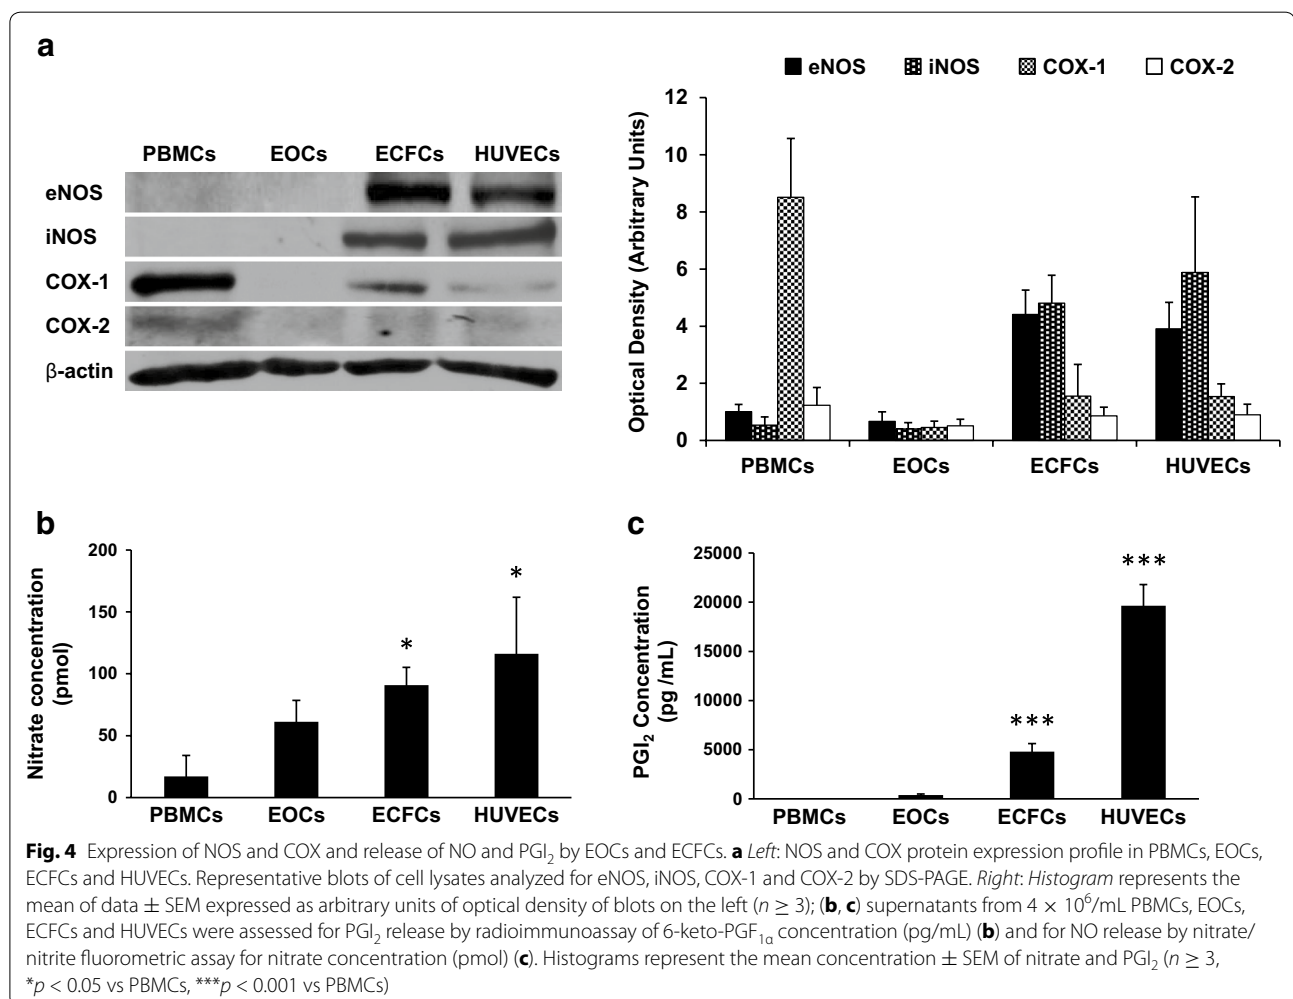 a
eNOS iNOS COX-1 COX-2
PBMCs EOCs ECFCs HUVECs
eNOS
iNOS
COX-1
COX-2
β-actin
Optical Density (Arbitrary Units)
12
10
8
6
4
2
0
PBMCs EOCs ECFCs HUVECs
b
Nitrate concentration
(pmol)
200
150
100
50
0
* *
PBMCs EOCs ECFCs HUVECs
c
PGI₂ Concentration
(pg /mL)
25000
20000
15000
10000
5000
0
*** ***
PBMCs EOCs ECFCs HUVECs
Fig. 4 Expression of NOS and COX and release of NO and PGI₂ by EOCs and ECFCs. a Left: NOS and COX protein expression profile in PBMCs, EOCs,
ECFCs and HUVECs. Representative blots of cell lysates analyzed for eNOS, iNOS, COX-1 and COX-2 by SDS-PAGE. Right: Histogram represents the
mean of data ± SEM expressed as arbitrary units of optical density of blots on the left (n ≥ 3); (b, c) supernatants from 4 × 10⁶/mL PBMCs, EOCs,
ECFCs and HUVECs were assessed for PGI₂ release by radioimmunoassay of 6-keto-PGF₁α concentration (pg/mL) (b) and for NO release by nitrate/
nitrite fluorometric assay for nitrate concentration (pmol) (c). Histograms represent the mean concentration ± SEM of nitrate and PGI₂ (n ≥ 3,
*p < 0.05 vs PBMCs, ***p < 0.001 vs PBMCs)